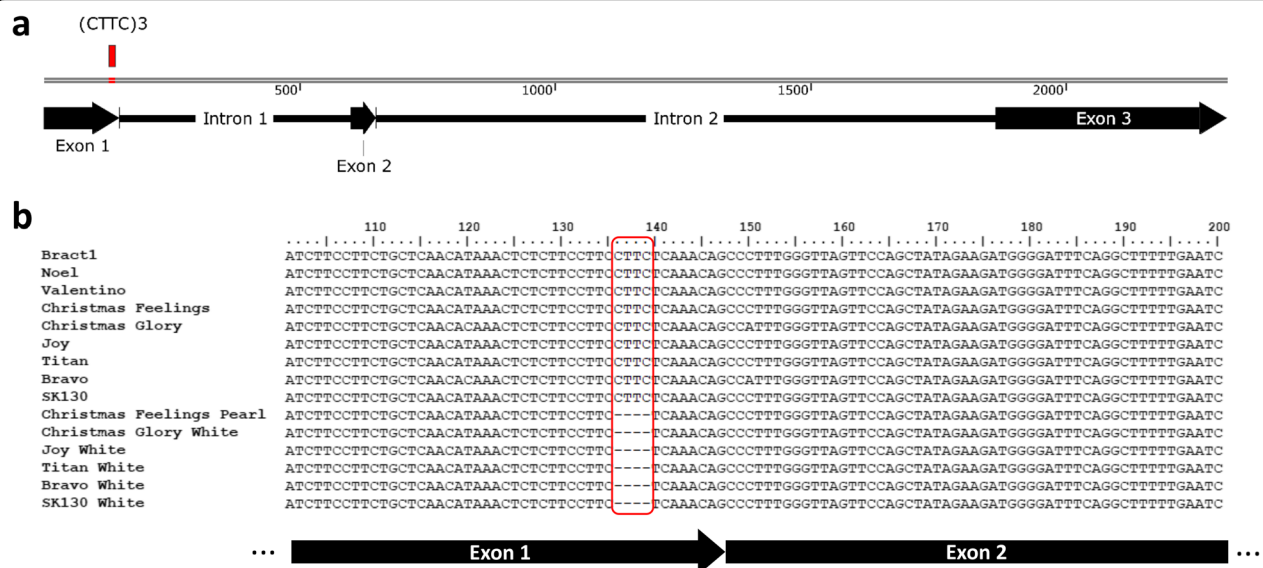 a
(CTTC)3
500 1000 1500 2000
Intron 1 Intron 2 Exon 3
Exon 1
Exon 2
b
110 120 130 140 150 160 170 180 190 200
Bract1 ATCTTCCTTCTGCTCAACATAAACTCTCTTCCTTCCTTCTCAAACAGCCCTTTGGGTTAGTTCCAGCTATAGAAGATGGGGATTTCAGGCTTTTTGAATC
Noel ATCTTCCTTCTGCTCAACATAAACTCTCTTCCTTCCTTCTCAAACAGCCCTTTGGGTTAGTTCCAGCTATAGAAGATGGGGATTTCAGGCTTTTTGAATC
Valentino ATCTTCCTTCTGCTCAACATAAACTCTCTTCCTTCCTTCTCAAACAGCCCTTTGGGTTAGTTCCAGCTATAGAAGATGGGGATTTCAGGCTTTTTGAATC
Christmas Feelings ATCTTCCTTCTGCTCAACATAAACTCTCTTCCTTCCTTCTCAAACAGCCCTTTGGGTTAGTTCCAGCTATAGAAGATGGGGATTTCAGGCTTTTTGAATC
Christmas Glory ATCTTCCTTCTGCTCAACACAAACTCTCTTCCTTCCTTCTCAAACAGCCATTTGGGTTAGTTCCAGCTATAGAAGATGGGGATTTCAGGCTTTTTGAATC
Joy ATCTTCCTTCTGCTCAACATAAACTCTCTTCCTTCCTTCTCAAACAGCCCTTTGGGTTAGTTCCAGCTATAGAAGATGGGGATTTCAGGCTTTTTGAATC
Titan ATCTTCCTTCTGCTCAACATAAACTCTCTTCCTTCCTTCTCAAACAGCCCTTTGGGTTAGTTCCAGCTATAGAAGATGGGGATTTCAGGCTTTTTGAATC
Bravo ATCTTCCTTCTGCTCAACACAAACTCTCTTCCTTCCTTCTCAAACAGCCATTTGGGTTAGTTCCAGCTATAGAAGATGGGGATTTCAGGCTTTTTGAATC
SK130 ATCTTCCTTCTGCTCAACATAAACTCTCTTCCTTCCTTCTCAAACAGCCCTTTGGGTTAGTTCCAGCTATAGAAGATGGGGATTTCAGGCTTTTTGAATC
Christmas Feelings Pearl ATCTTCCTTCTGCTCAACATAAACTCTCTTCCTTC----TCAAACAGCCCTTTGGGTTAGTTCCAGCTATAGAAGATGGGGATTTCAGGCTTTTTGAATC
Christmas Glory White ATCTTCCTTCTGCTCAACATAAACTCTCTTCCTTC----TCAAACAGCCCTTTGGGTTAGTTCCAGCTATAGAAGATGGGGATTTCAGGCTTTTTGAATC
Joy White ATCTTCCTTCTGCTCAACATAAACTCTCTTCCTTC----TCAAACAGCCCTTTGGGTTAGTTCCAGCTATAGAAGATGGGGATTTCAGGCTTTTTGAATC
Titan White ATCTTCCTTCTGCTCAACATAAACTCTCTTCCTTC----TCAAACAGCCCTTTGGGTTAGTTCCAGCTATAGAAGATGGGGATTTCAGGCTTTTTGAATC
Bravo White ATCTTCCTTCTGCTCAACATAAACTCTCTTCCTTC----TCAAACAGCCCTTTGGGTTAGTTCCAGCTATAGAAGATGGGGATTTCAGGCTTTTTGAATC
SK130 White ATCTTCCTTCTGCTCAACATAAACTCTCTTCCTTC----TCAAACAGCCCTTTGGGTTAGTTCCAGCTATAGAAGATGGGGATTTCAGGCTTTTTGAATC
... Exon 1 Exon 2 ...